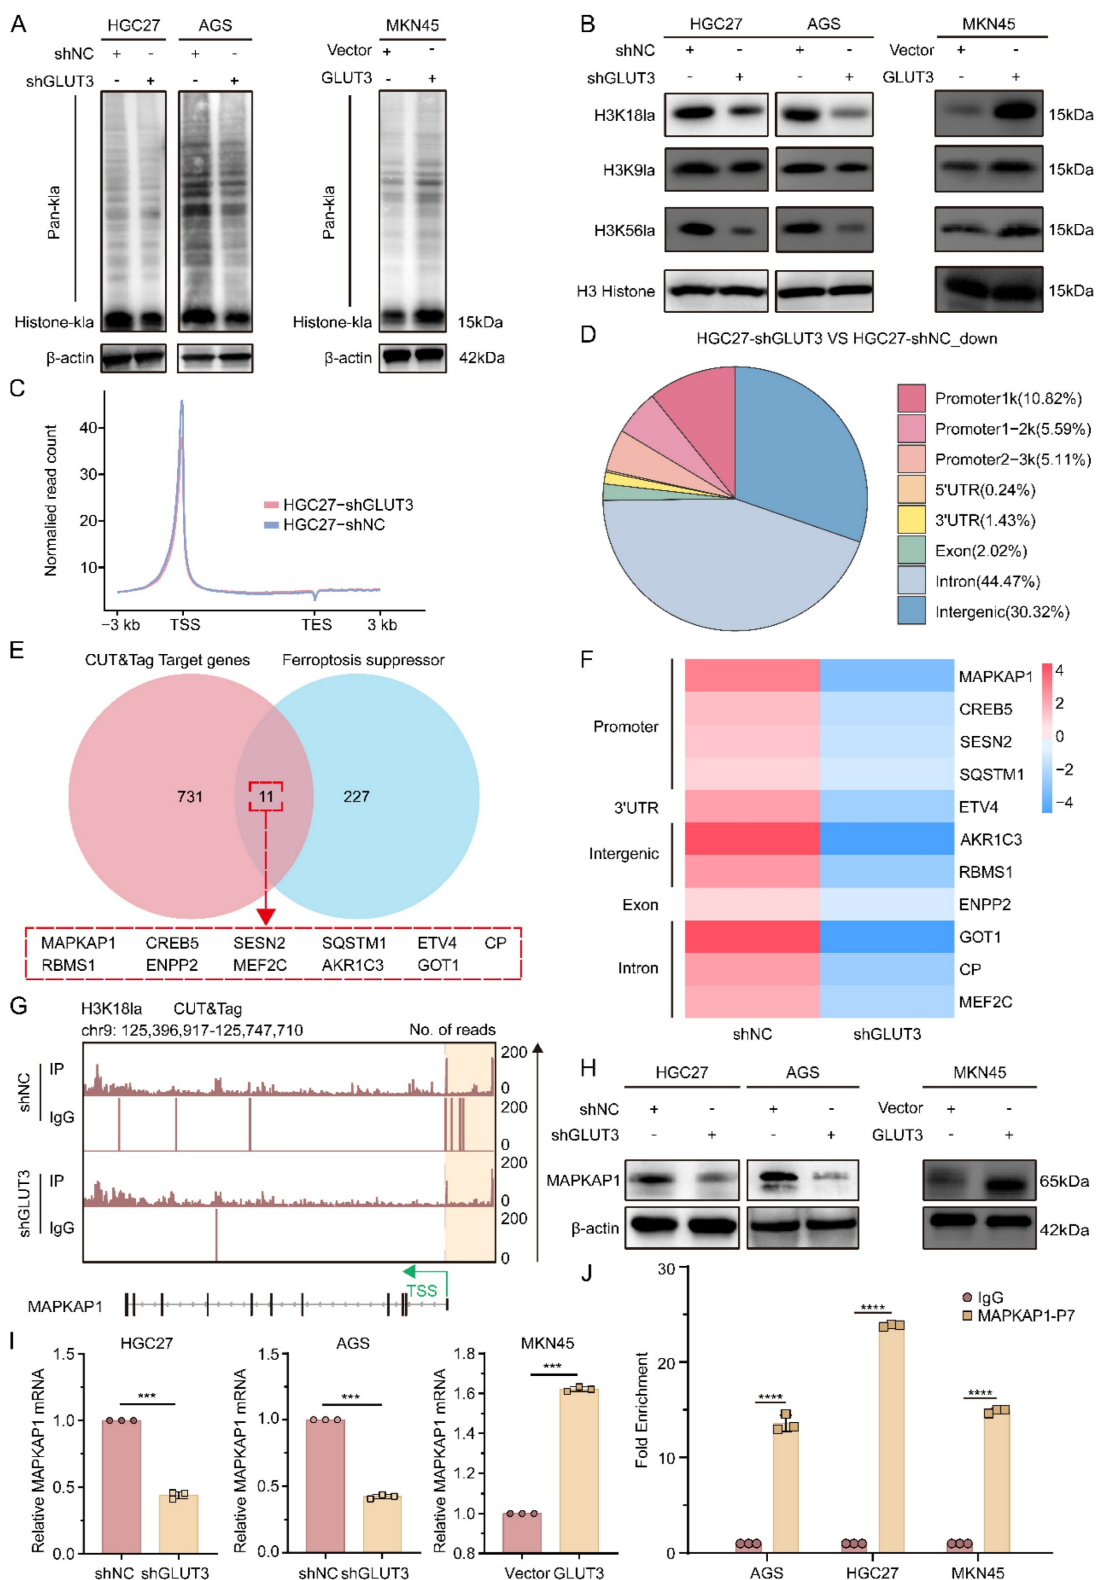 A
HGC27 AGS MKN45
shNC + - + - Vector + -
shGLUT3 - + - + GLUT3 - +
Pan-kla
Pan-kla
Histone-kla Histone-kla 15kDa
β-actin β-actin 42kDa
B
HGC27 AGS MKN45
shNC + - + - Vector + -
shGLUT3 - + - + GLUT3 - +
H3K18la 15kDa
H3K9la 15kDa
H3K56la 15kDa
H3 Histone 15kDa
C
Normalied read count
40
30
20
10
HGC27-shGLUT3
HGC27-shNC
-3 kb TSS TES 3 kb
D
HGC27-shGLUT3 VS HGC27-shNC_down
Promoter1k(10.82%)
Promoter1-2k(5.59%)
Promoter2-3k(5.11%)
5'UTR(0.24%)
3'UTR(1.43%)
Exon(2.02%)
Intron(44.47%)
Intergenic(30.32%)
E
CUT&Tag Target genes Ferroptosis suppressor
731 11 227
MAPKAP1 CREB5 SESN2 SQSTM1 ETV4 CP
RBMS1 ENPP2 MEF2C AKR1C3 GOT1
F
Promoter
3'UTR
Intergenic
Exon
Intron
MAPKAP1
CREB5
SESN2
SQSTM1
ETV4
AKR1C3
RBMS1
ENPP2
GOT1
CP
MEF2C
shNC shGLUT3
4
2
0
-2
-4
G
H3K18la CUT&Tag
chr9: 125,396,917-125,747,710 No. of reads
shNC
IP 200
0
IgG 200
0
shGLUT3
IP 200
0
IgG 200
0
TSS
MAPKAP1
H
HGC27 AGS MKN45
shNC + - + - Vector + -
shGLUT3 - + - + GLUT3 - +
MAPKAP1 65kDa
β-actin 42kDa
I
HGC27
Relative MAPKAP1 mRNA
1.5
1.0
0.5
0.0
***
shNC shGLUT3
AGS
Relative MAPKAP1 mRNA
1.5
1.0
0.5
0.0
***
shNC shGLUT3
MKN45
Relative MAPKAP1 mRNA
1.8
1.6
1.4
1.2
1.0
0.8
***
Vector GLUT3
J
Fold Enrichment
30
25
15
5
0
IgG
MAPKAP1-P7
****
****
****
AGS HGC27 MKN45